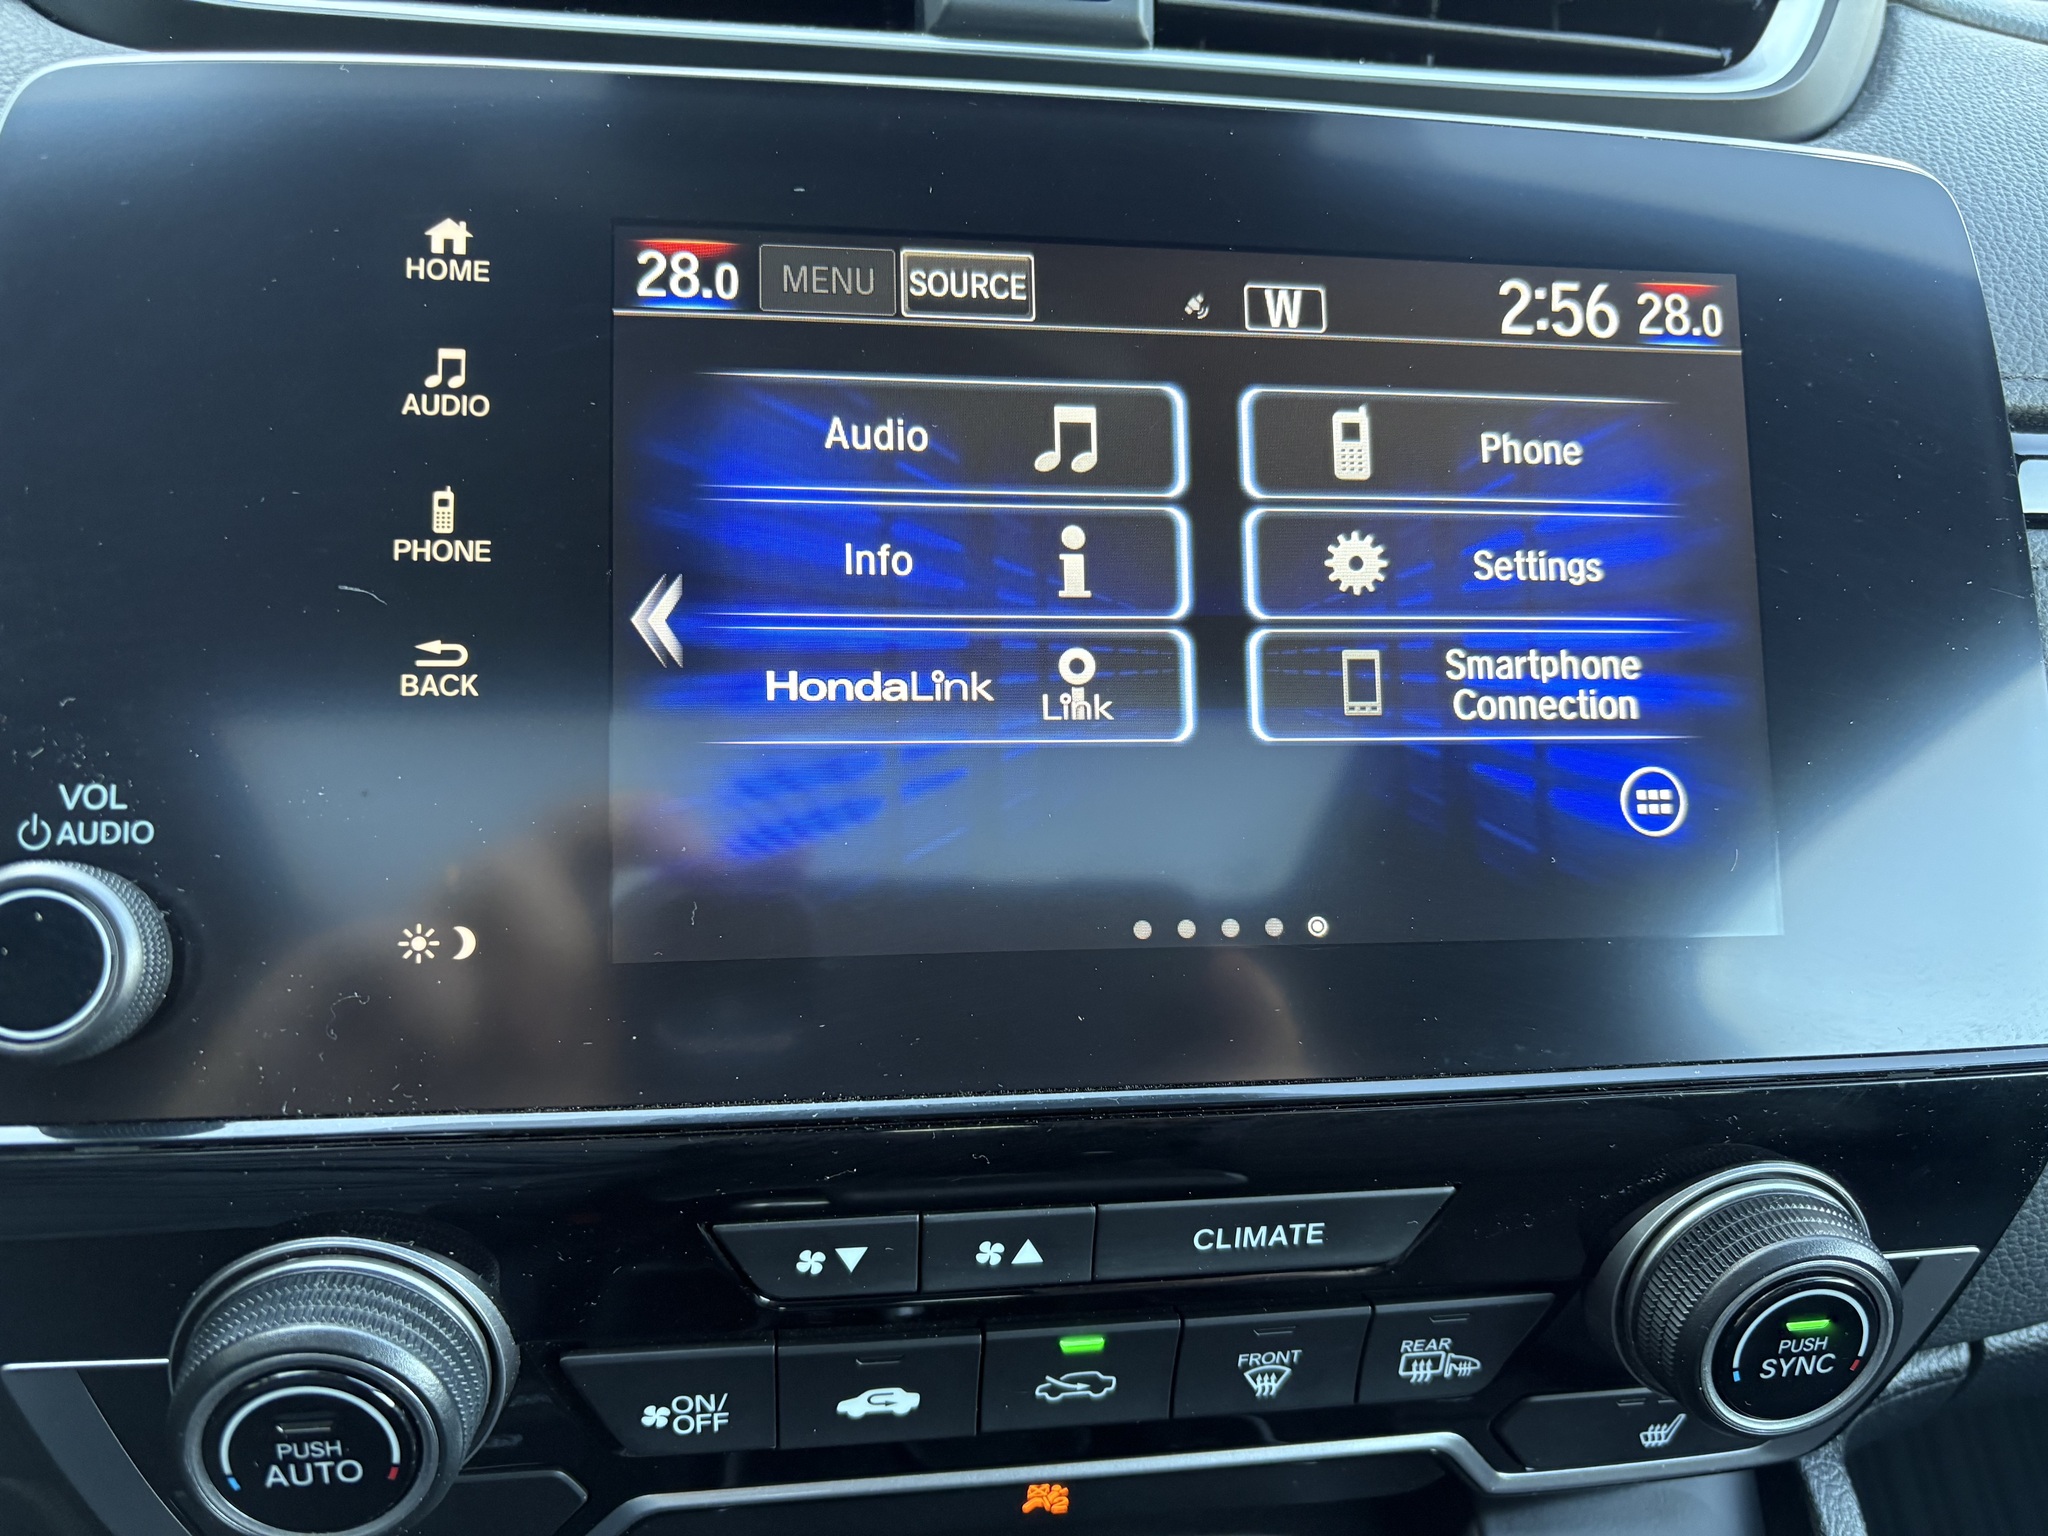 HOME
AUDIO
PHONE
BACK
VOL
AUDIO
28.0 MENU SOURCE W 2:56 28.0
Audio
Phone
Info
Settings
HondaLink
Link
Smartphone
Connection
CLIMATE
ON/
OFF
FRONT
REAR
PUSH
AUTO
PUSH
SYNC